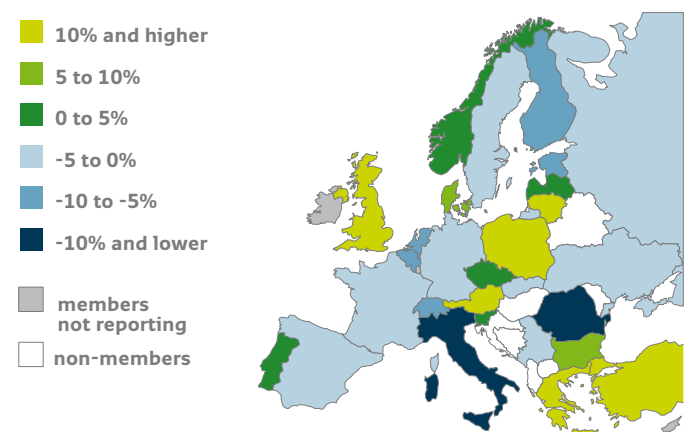 10% and higher
5 to 10%
0 to 5%
-5 to 0%
-10 to -5%
-10% and lower
members
not reporting
non-members